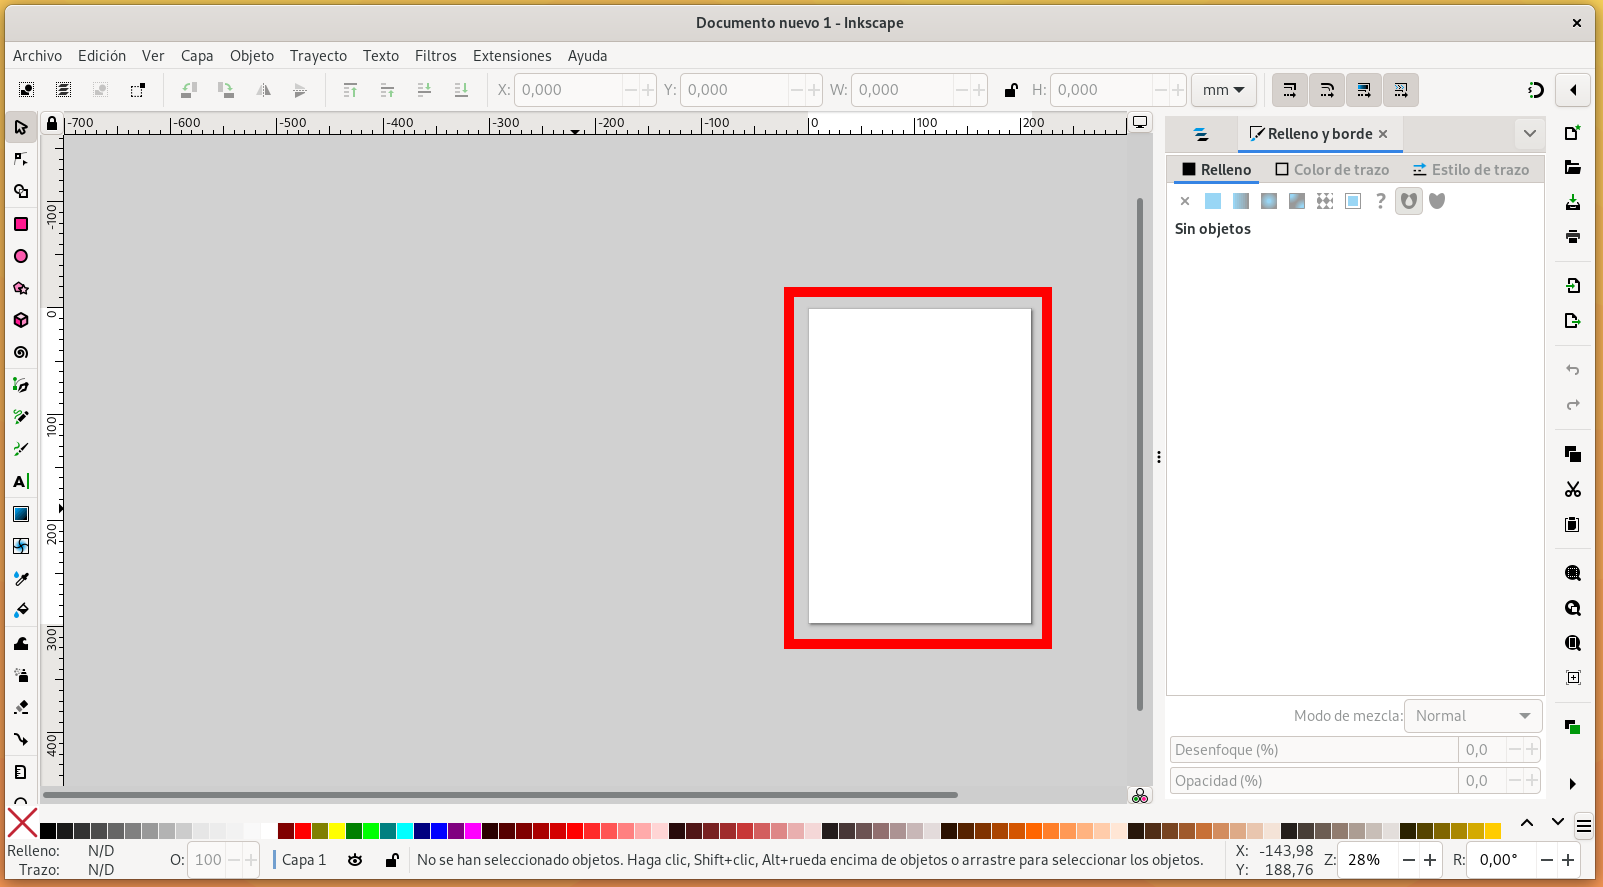 Documento nuevo 1 - Inkscape
Archivo Edición Ver Capa Objeto Trayecto Texto Filtros Extensiones Ayuda
X: 0,000 Y: 0,000 W: 0,000 H: 0,000 mm
-700 -600 -500 -400 -300 -200 -100 0 100 200
-100
0
100
200
300
400
Relleno y borde
Relleno Color de trazo Estilo de trazo
?
Sin objetos
Modo de mezcla: Normal
Desenfoque (%) 0,0
Opacidad (%) 0,0
Relleno: N/D
Trazo: N/D
O: 100
Capa 1
No se han seleccionado objetos. Haga clic, Shift+clic, Alt+rueda encima de objetos o arrastre para seleccionar los objetos.
X: -143,98
Y: 188,76
Z: 28%
R: 0,00°